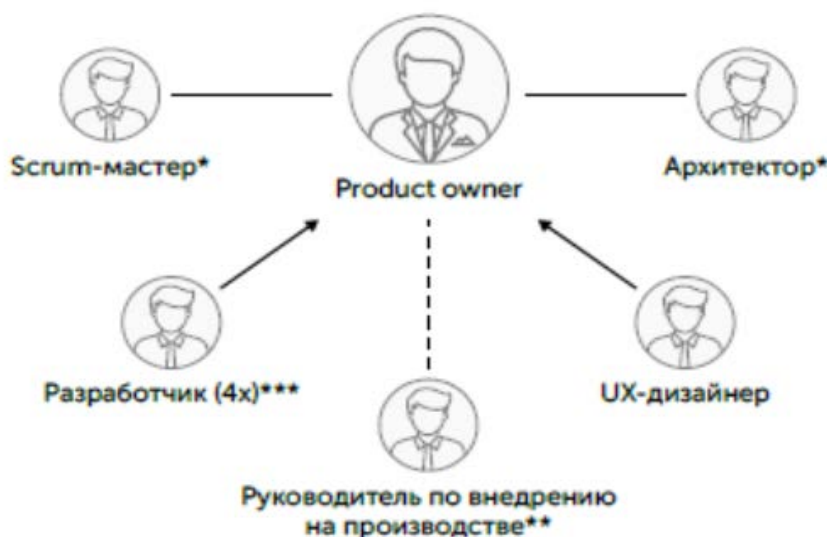 Scrum-мастер*
Product owner
Архитектор*
Разработчик (4x)***
UX-дизайнер
Руководитель по внедрению
на производстве**